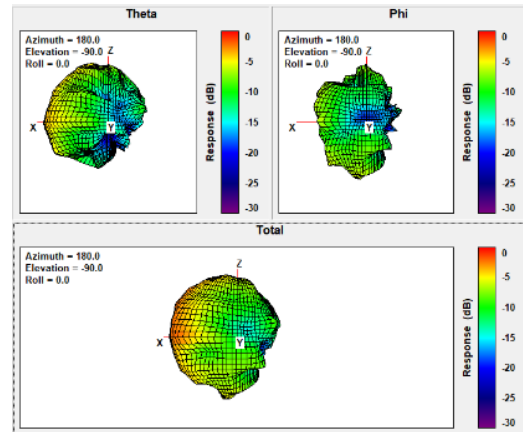 Theta
Azimuth = 180.0
Elevation = -90.0
Roll = 0.0
Z
X
Y
Response (dB)
0
-5
-10
-15
-20
-25
-30
Phi
Azimuth = 180.0
Elevation = -90.0
Roll = 0.0
Z
X
Y
Response (dB)
0
-5
-10
-15
-20
-25
-30
Total
Azimuth = 180.0
Elevation = -90.0
Roll = 0.0
Z
X
Y
Response (dB)
0
-5
-10
-15
-20
-25
-30